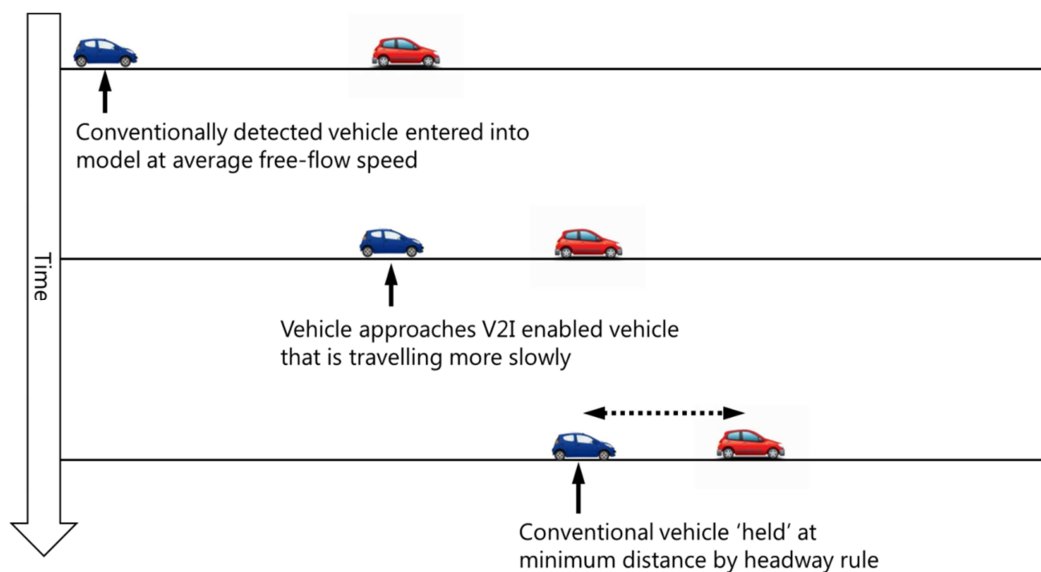 Conventionally detected vehicle entered into
model at average free-flow speed
Time
Vehicle approaches V2I enabled vehicle
that is travelling more slowly
Conventional vehicle ‘held’ at
minimum distance by headway rule